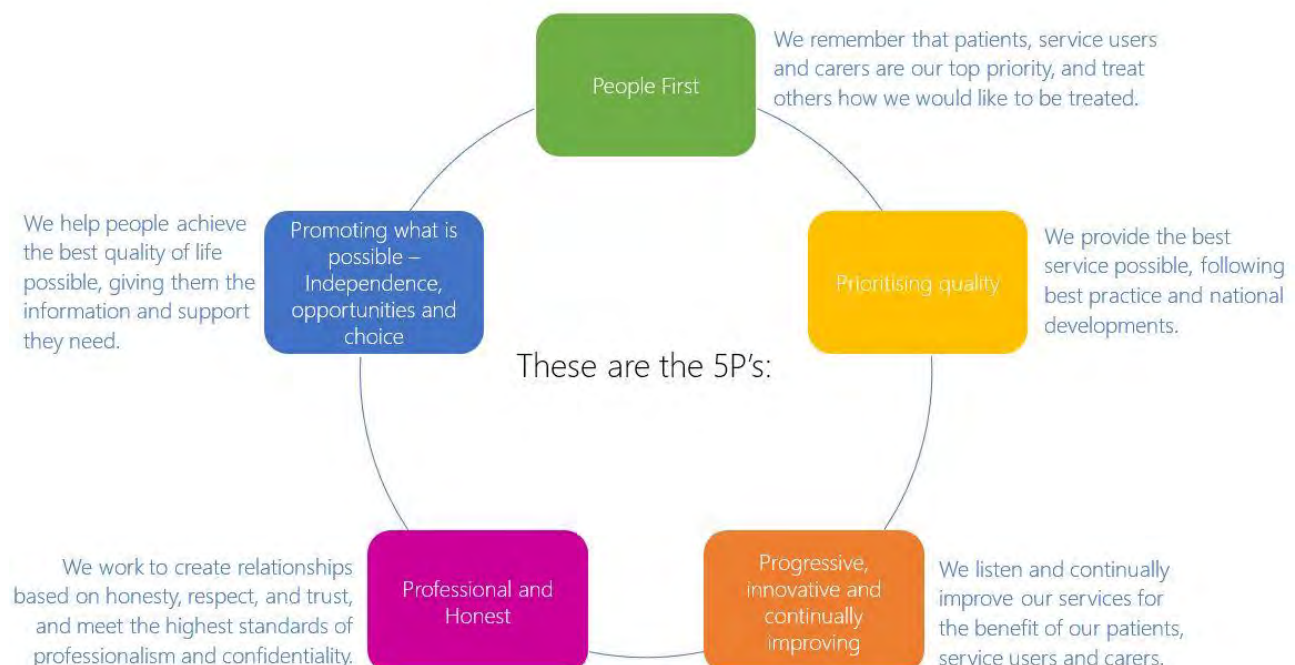 People First
We remember that patients, service users
and carers are our top priority, and treat
others how we would like to be treated.
Prioritising quality
We provide the best
service possible, following
best practice and national
developments.
Progressive,
innovative and
continually
improving
We listen and continually
improve our services for
the benefit of our patients,
service users and carers.
Professional and
Honest
We work to create relationships
based on honesty, respect, and trust,
and meet the highest standards of
professionalism and confidentiality.
Promoting what is
possible –
Independence,
opportunities and
choice
We help people achieve
the best quality of life
possible, giving them the
information and support
they need.
These are the 5P's: